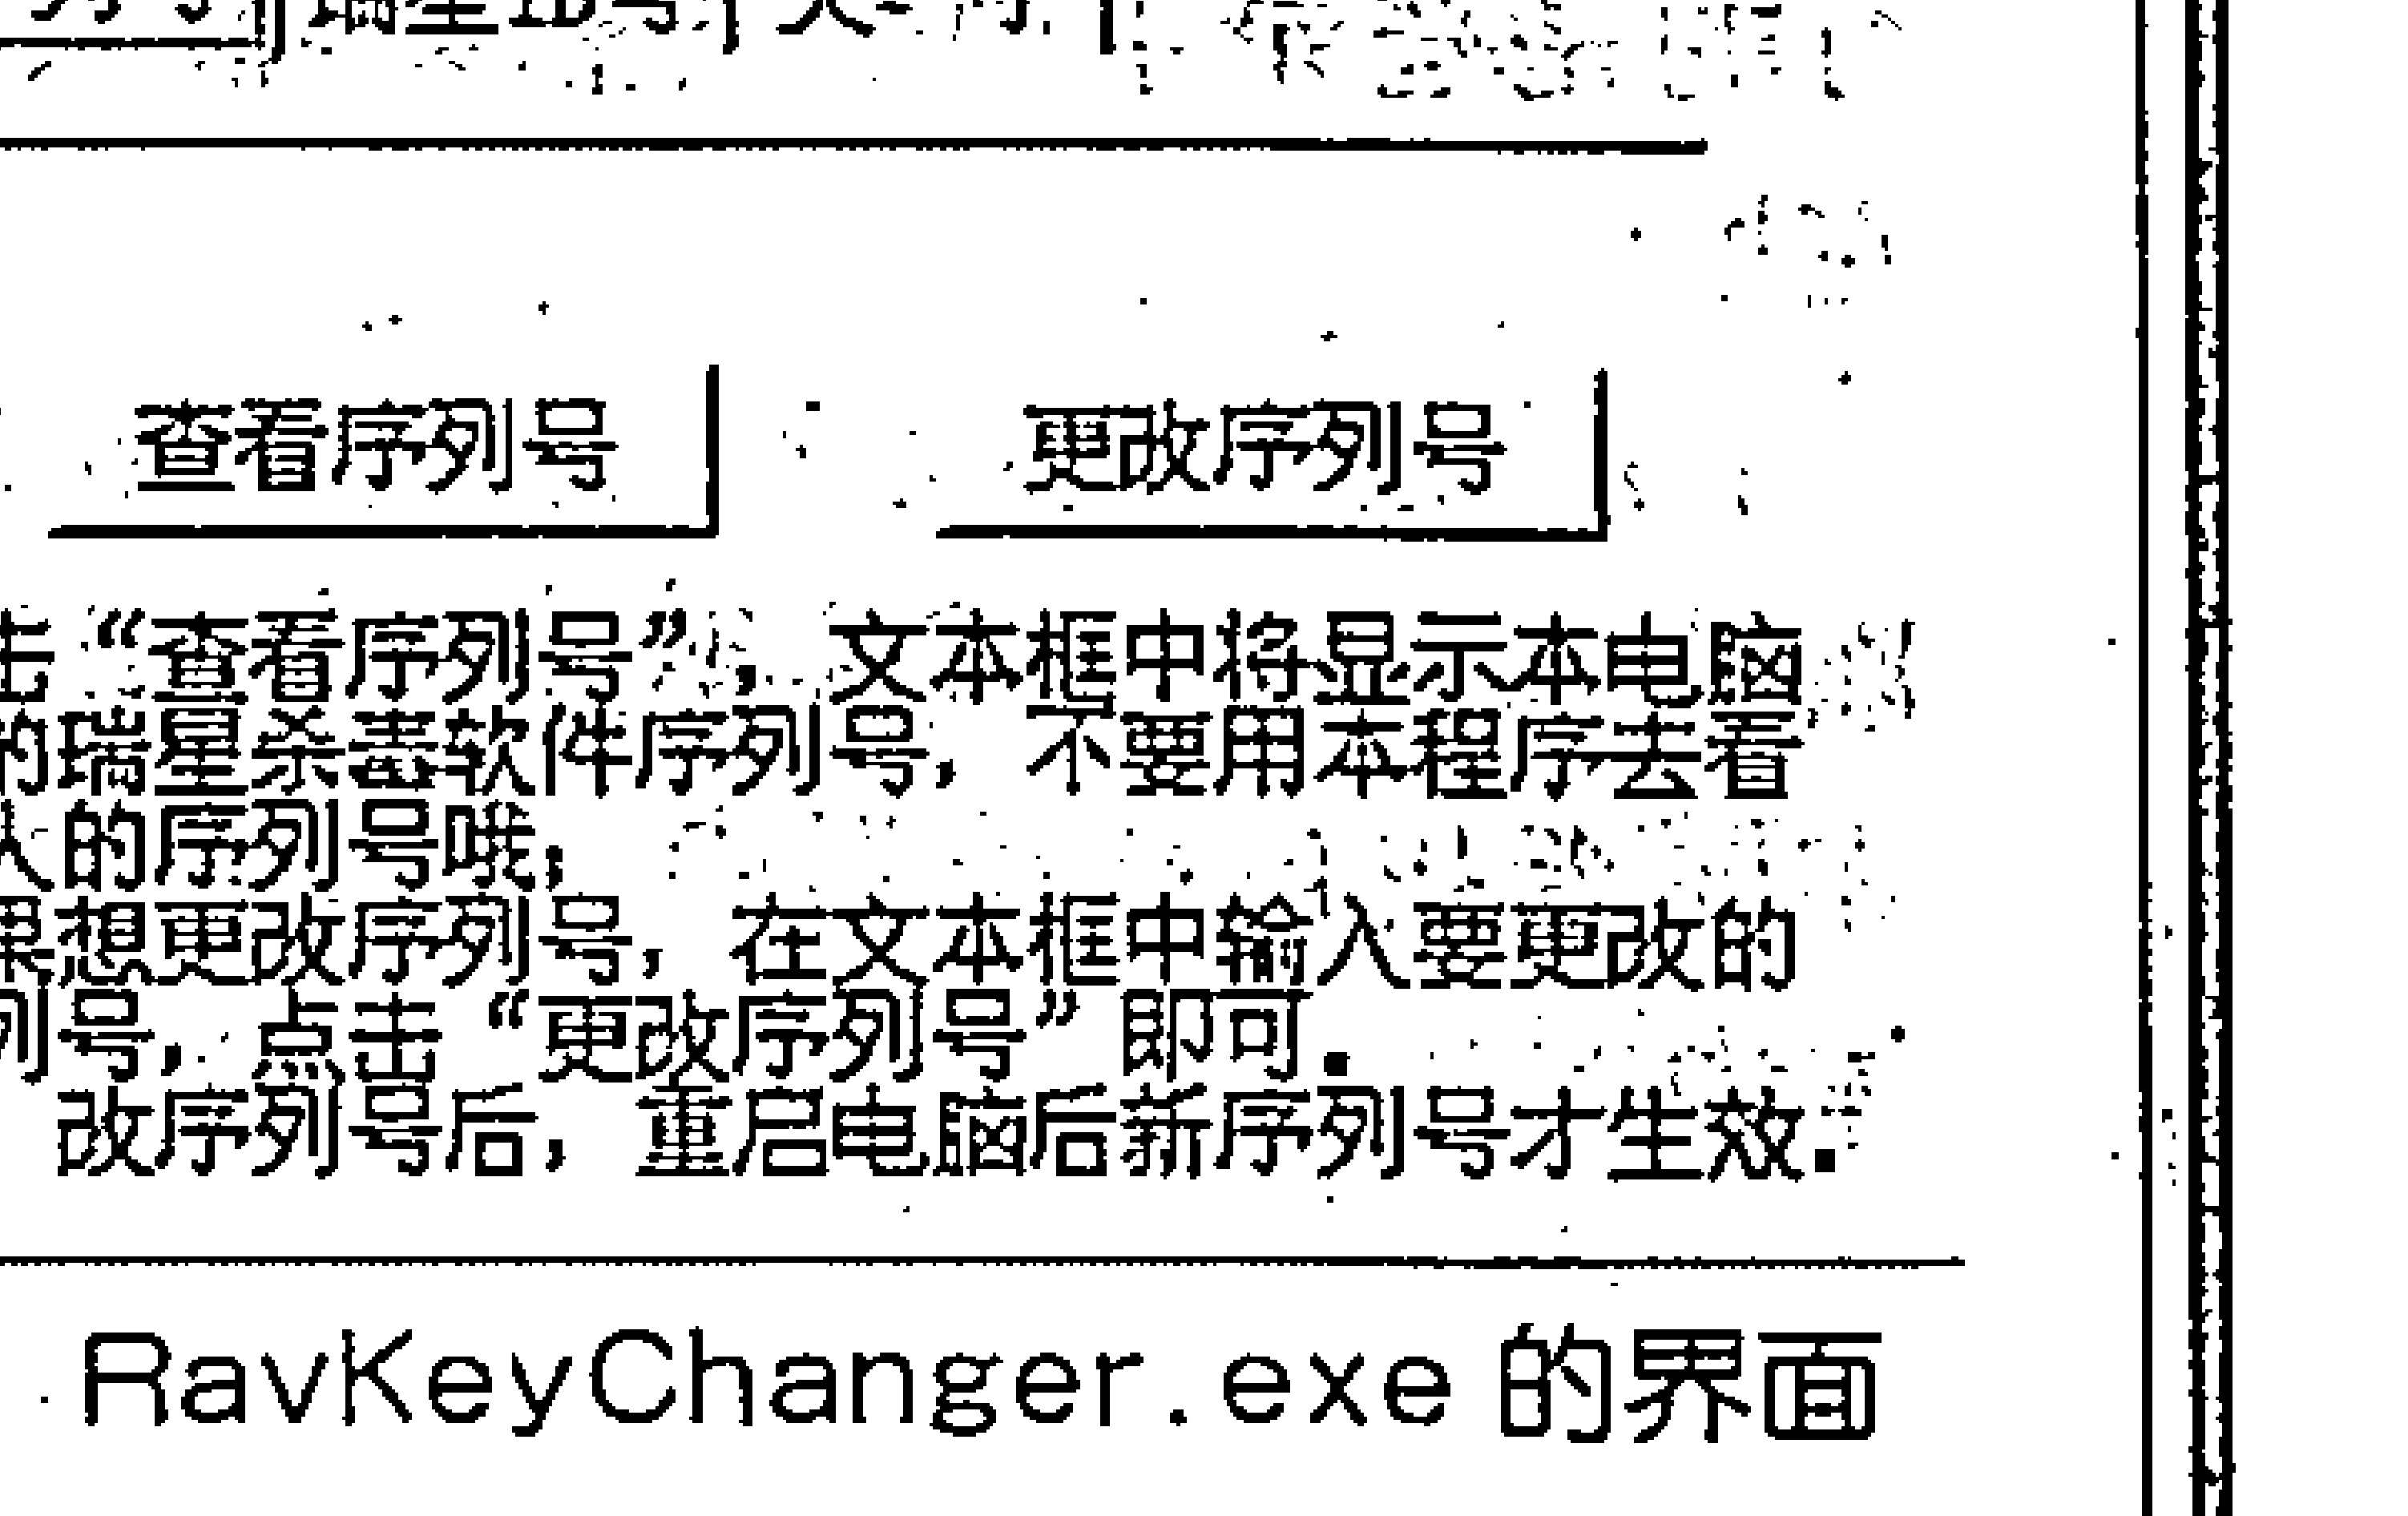 查看序列号 更改序列号
击“查看序列号”，文本框中将显示本电脑
的瑞星杀毒软件序列号，不要用本程序去看
人的序列号哦；
果想更改序列号，在文本框中输入要更改的
列号，点击“更改序列号”即可.
改序列号后，重启电脑后新序列号才生效.
RavKeyChanger.exe 的界面